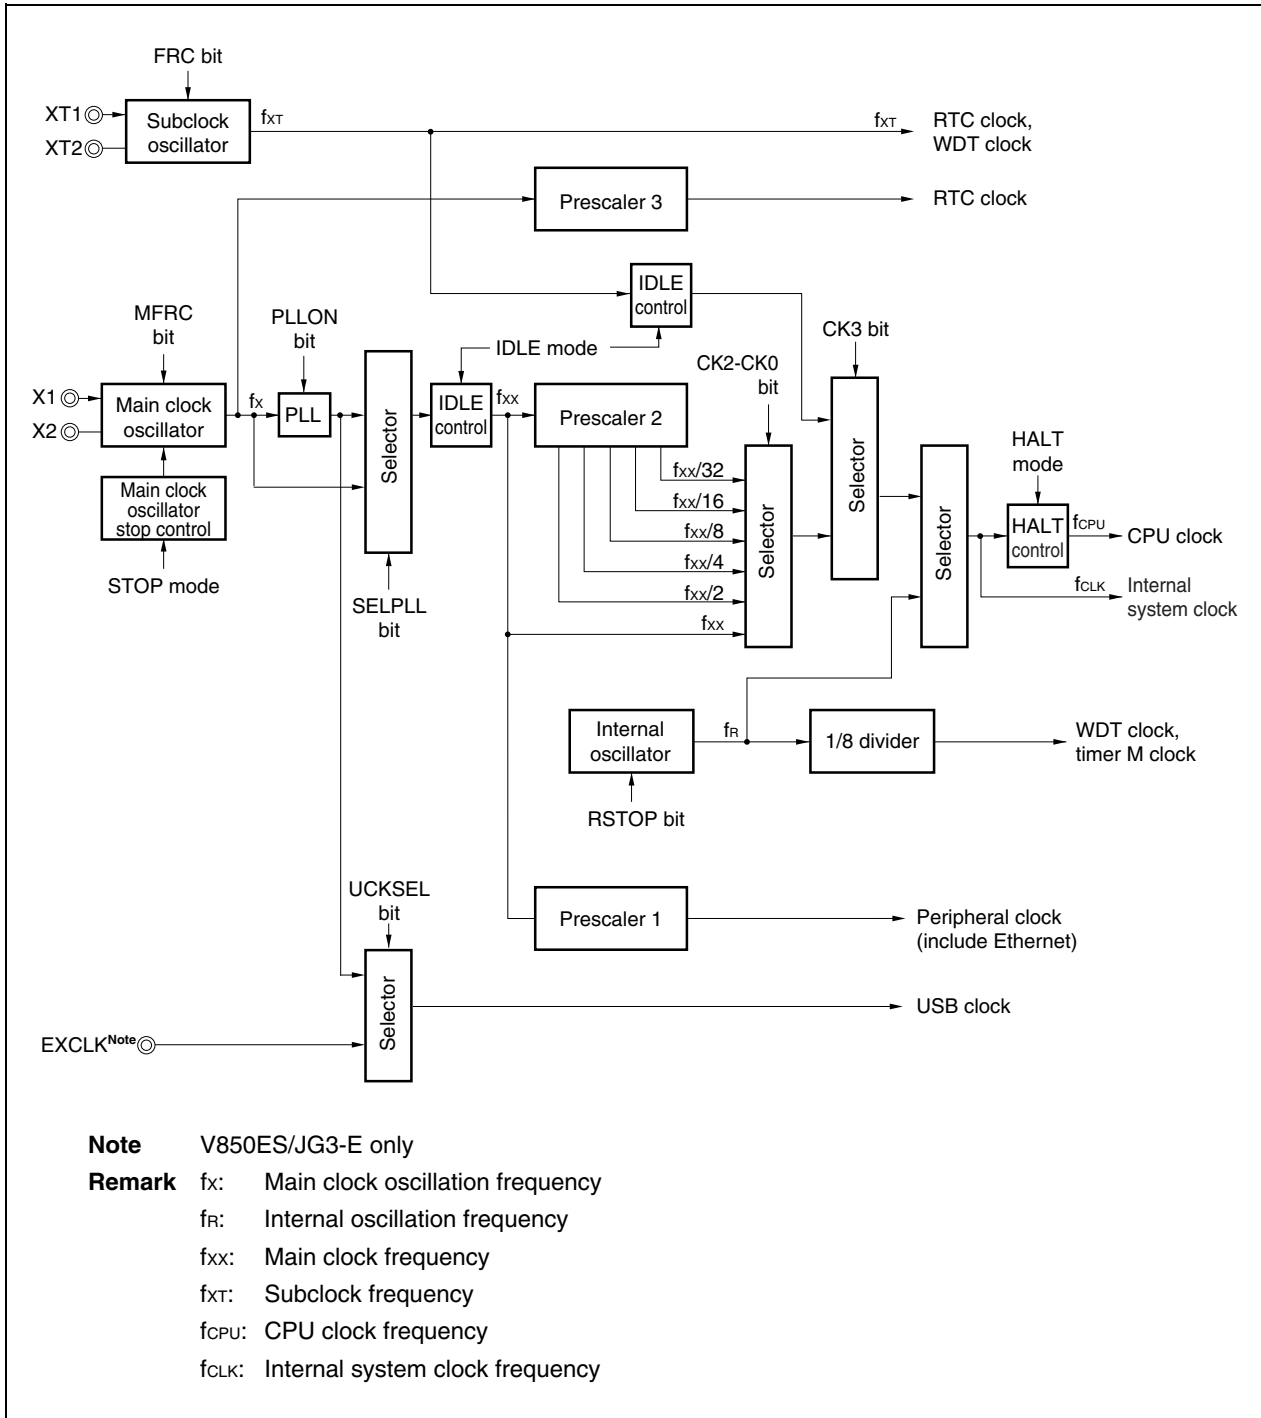 FRC bit
XT1
XT2
Subclock
oscillator
fXT
fXT
RTC clock,
WDT clock
Prescaler 3
RTC clock
IDLE
control
MFRC
bit
PLLON
bit
IDLE mode
CK3 bit
CK2-CK0
bit
X1
X2
Main clock
oscillator
fX
PLL
Selector
IDLE
control
fXX
Prescaler 2
Main clock
oscillator
stop control
STOP mode
SELPLL
bit
fXX/32
fXX/16
fXX/8
fXX/4
fXX/2
fXX
Selector
Selector
Selector
HALT
mode
HALT
control
fCPU
CPU clock
fCLK
Internal
system clock
Internal
oscillator
fR
1/8 divider
WDT clock,
timer M clock
RSTOP bit
UCKSEL
bit
Prescaler 1
Peripheral clock
(include Ethernet)
Selector
USB clock
EXCLKNote
Note V850ES/JG3-E only
Remark fX: Main clock oscillation frequency
fR: Internal oscillation frequency
fXX: Main clock frequency
fXT: Subclock frequency
fCPU: CPU clock frequency
fCLK: Internal system clock frequency